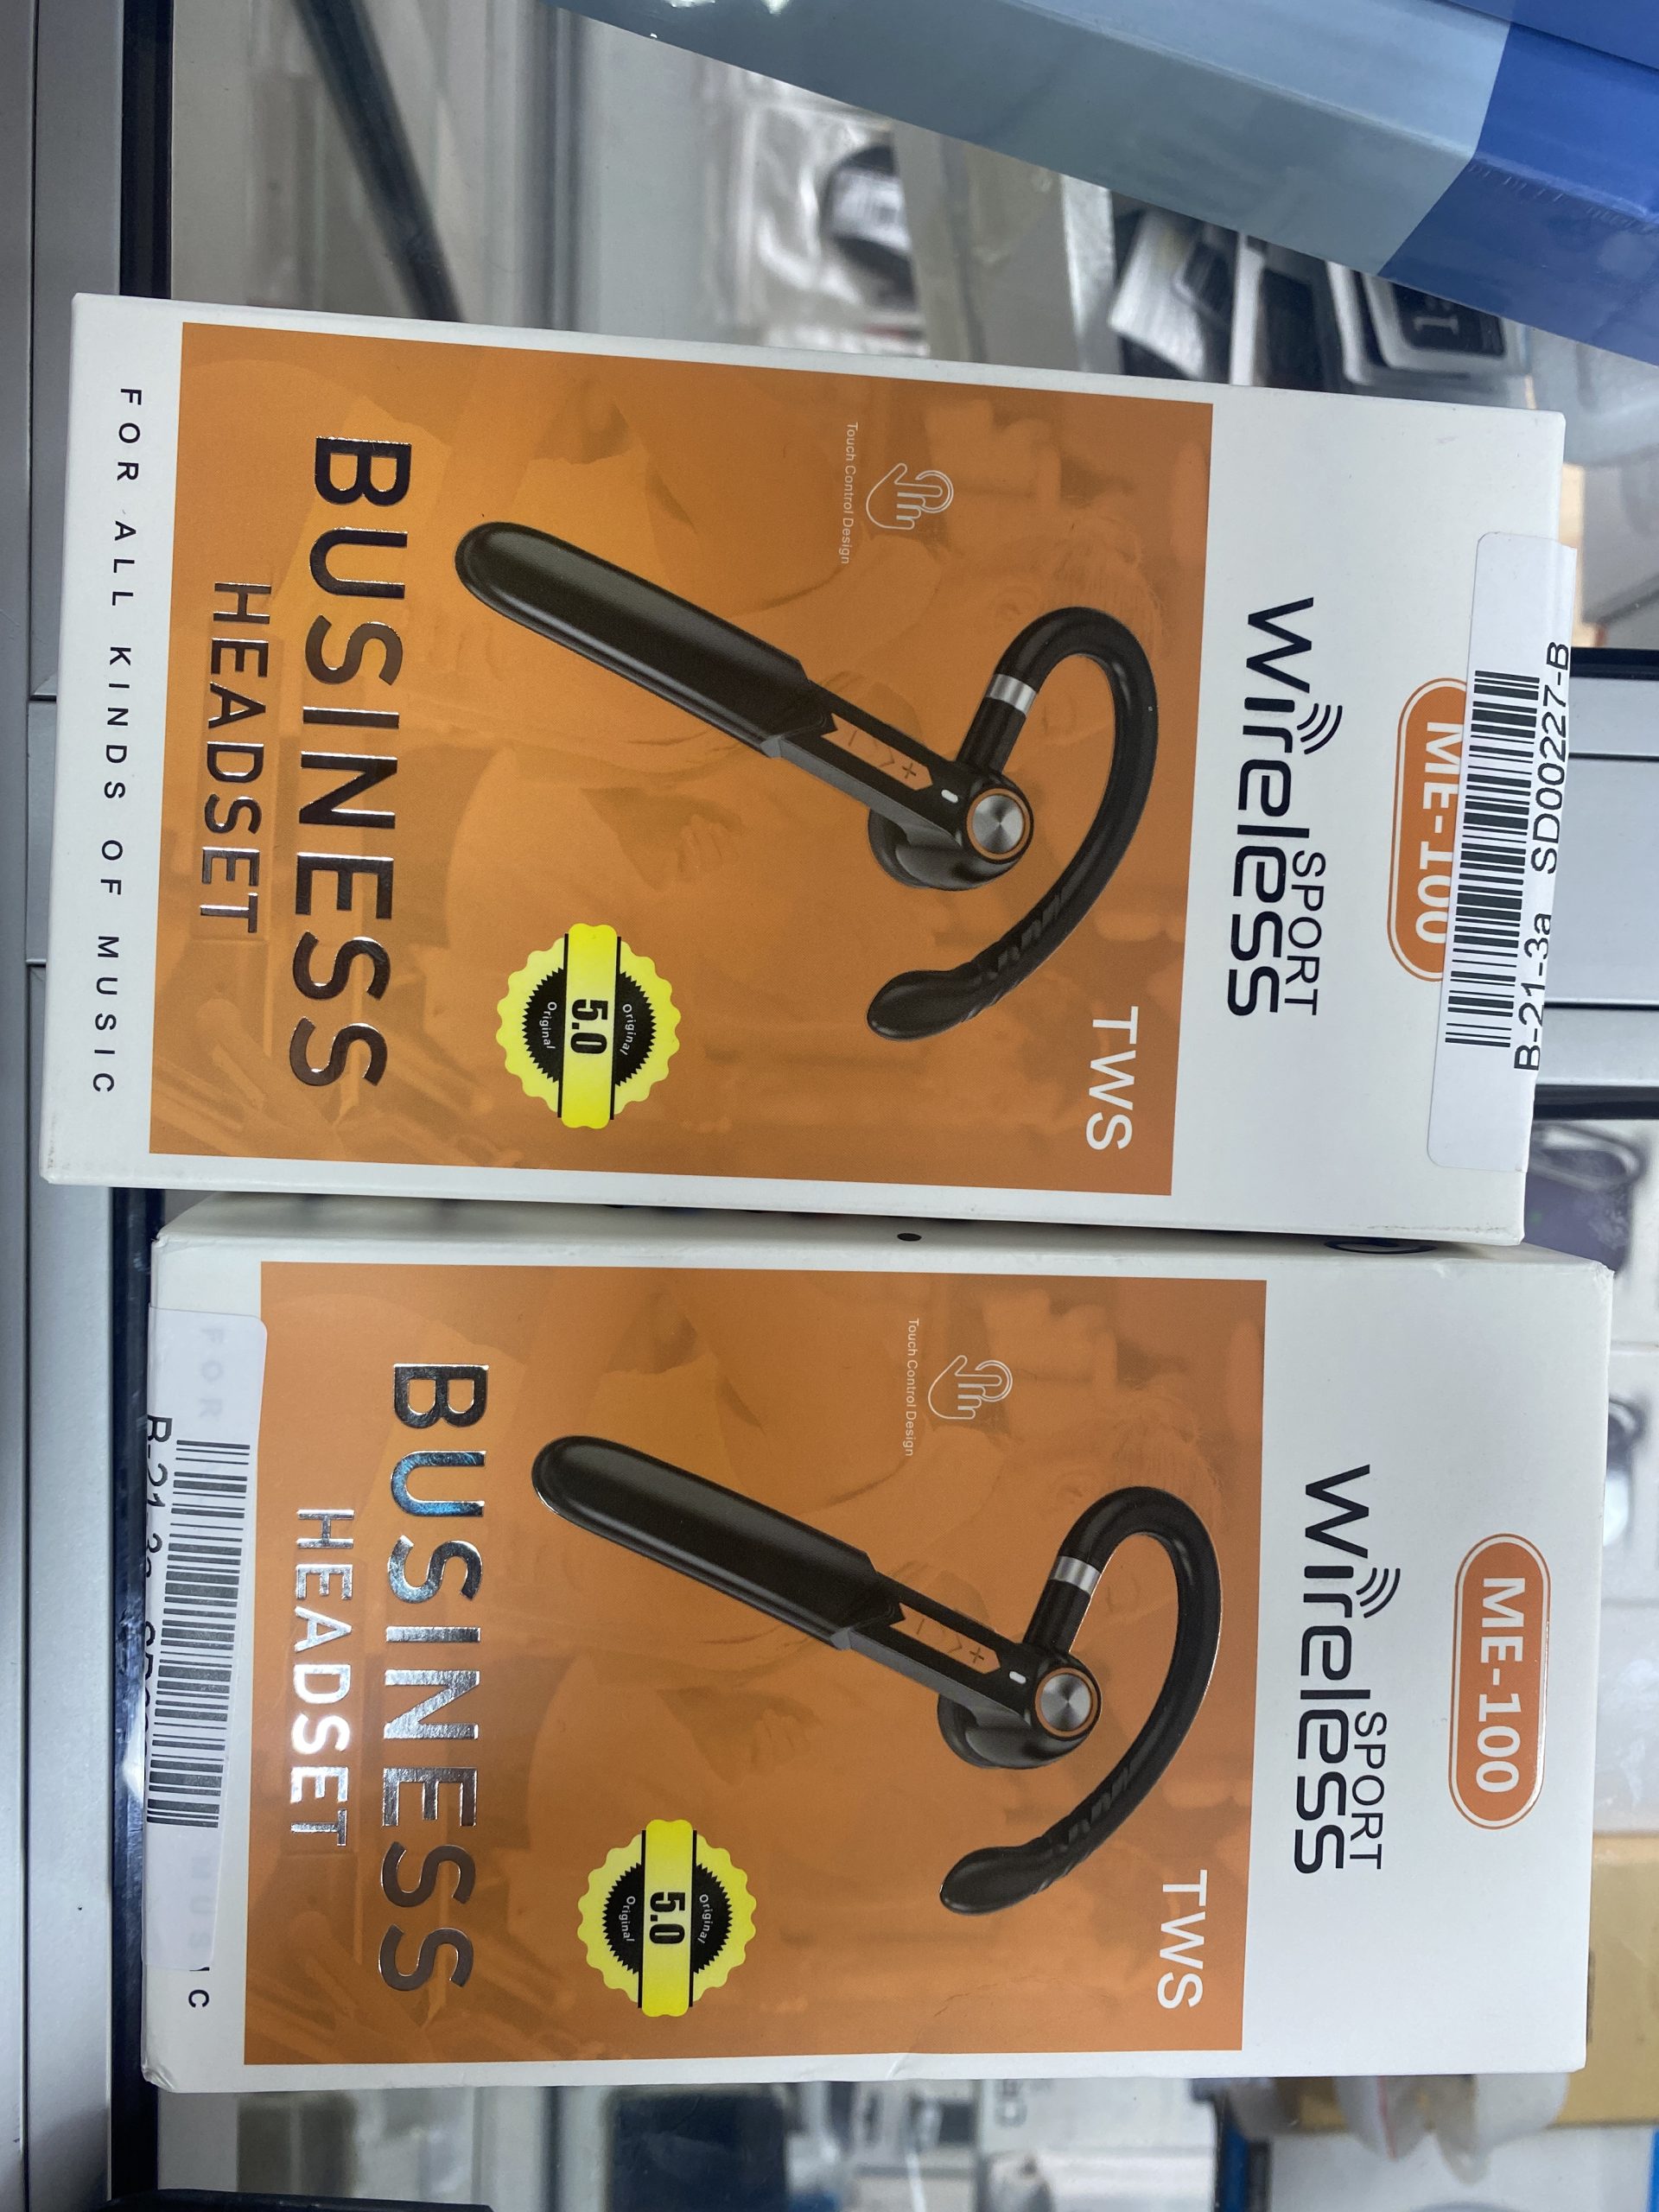 B-21-3a SD00227-B
ME-100
SPORT
Wireless
TWS
Touch Control Design
Original
5.0
Original
BUSINESS
HEADSET
FOR ALL KINDS OF MUSIC
ME-100
SPORT
Wireless
TWS
Touch Control Design
Original
5.0
Original
BUSINESS
HEADSET
FOR